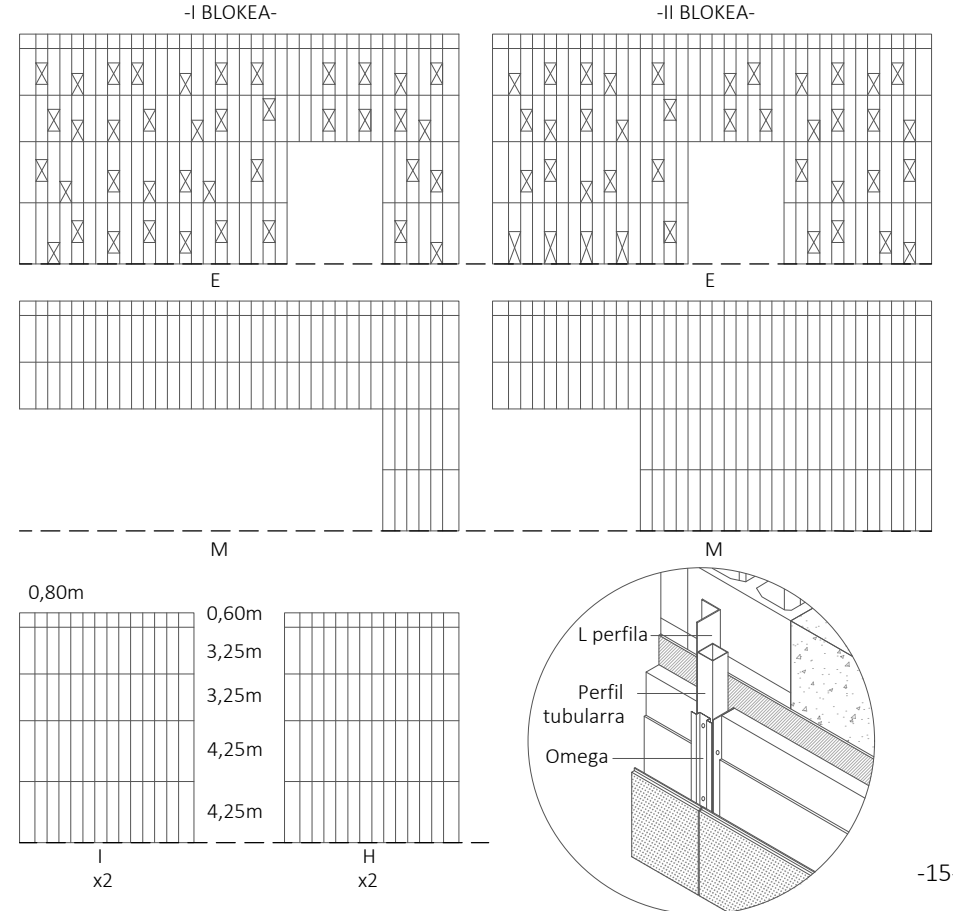 -I BLOKEA-
-II BLOKEA-
E
E
M
M
0,80m
0,60m
3,25m
3,25m
4,25m
4,25m
I
x2
H
x2
L perfila
Perfil
tubularra
Omega
-15-